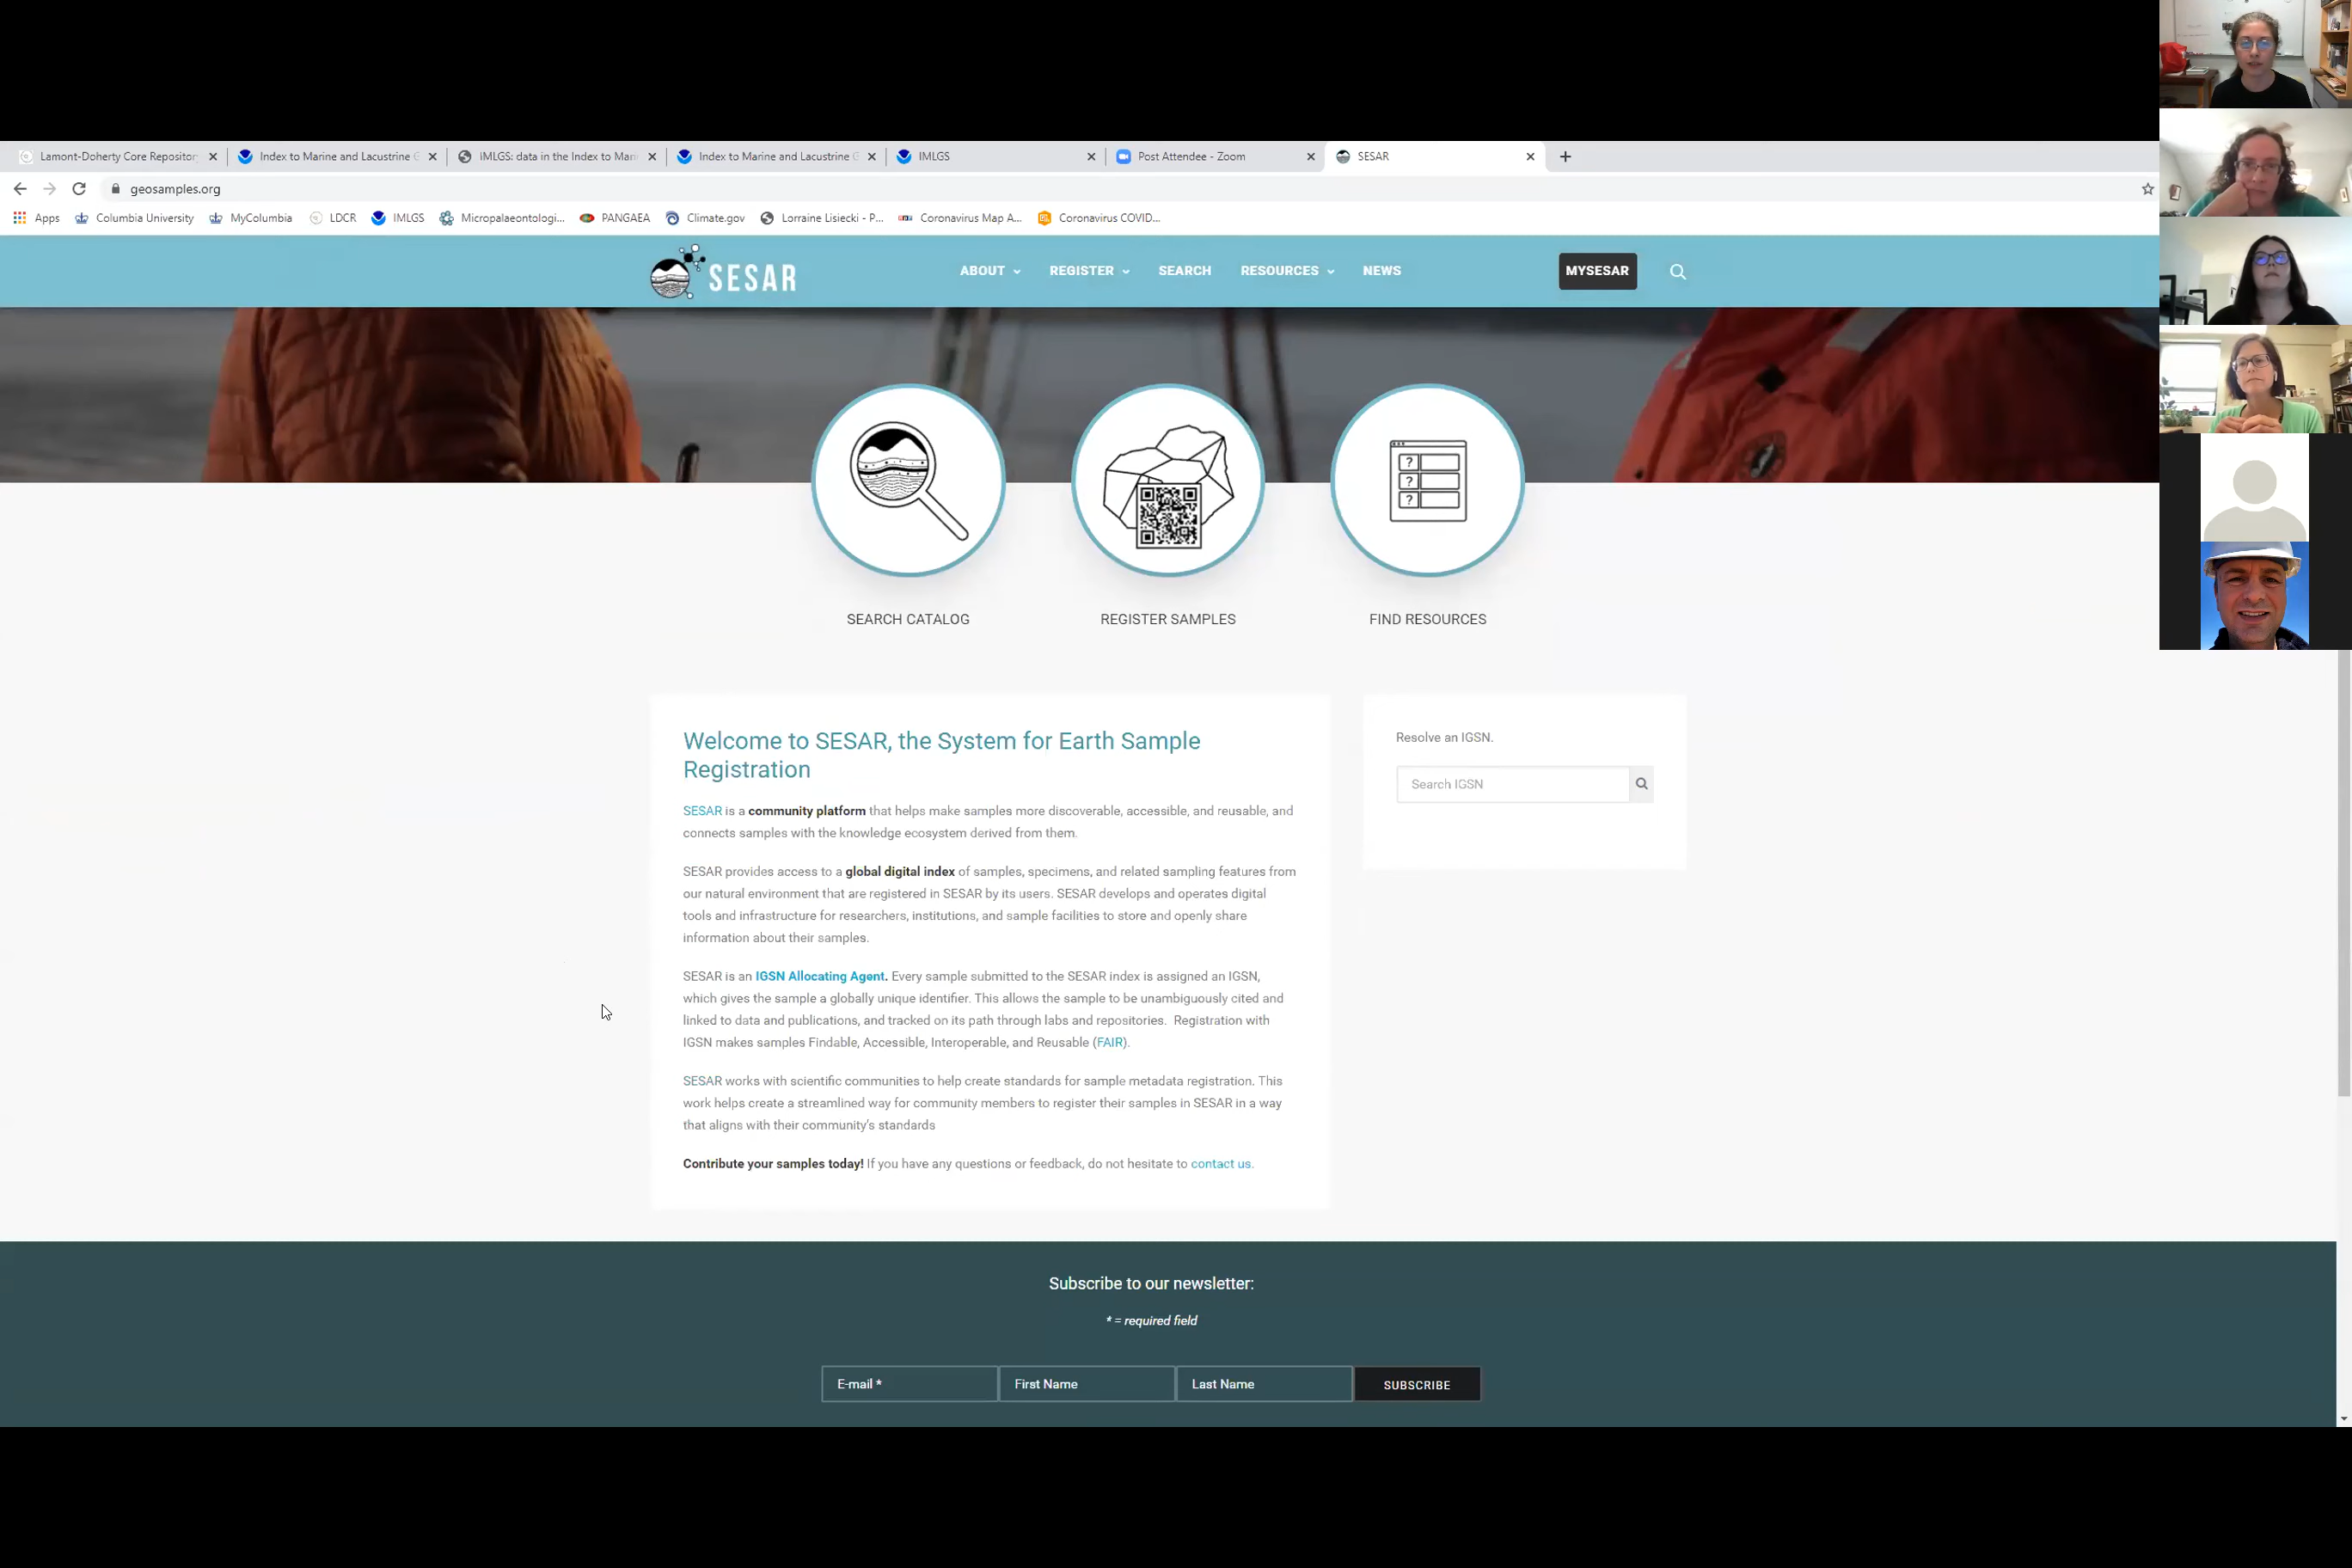 Lamont-Doherty Core Repositor
Index to Marine and Lacustrine G
IMLGS: data in the Index to Mari
Index to Marine and Lacustrine G
IMLGS
Post Attendee - Zoom
SESAR
geosamples.org
Apps
Columbia University
MyColumbia
LDCR
IMLGS
Micropalaeontologi...
PANGAEA
Climate.gov
Lorraine Lisiecki - P...
Coronavirus Map A...
Coronavirus COVID...
SESAR
ABOUT
REGISTER
SEARCH
RESOURCES
NEWS
MYSESAR
SEARCH CATALOG
REGISTER SAMPLES
FIND RESOURCES
Welcome to SESAR, the System for Earth Sample
Registration
SESAR is a community platform that helps make samples more discoverable, accessible, and reusable, and
connects samples with the knowledge ecosystem derived from them.
SESAR provides access to a global digital index of samples, specimens, and related sampling features from
our natural environment that are registered in SESAR by its users. SESAR develops and operates digital
tools and infrastructure for researchers, institutions, and sample facilities to store and openly share
information about their samples.
SESAR is an IGSN Allocating Agent. Every sample submitted to the SESAR index is assigned an IGSN,
which gives the sample a globally unique identifier. This allows the sample to be unambiguously cited and
linked to data and publications, and tracked on its path through labs and repositories. Registration with
IGSN makes samples Findable, Accessible, Interoperable, and Reusable (FAIR).
SESAR works with scientific communities to help create standards for sample metadata registration. This
work helps create a streamlined way for community members to register their samples in SESAR in a way
that aligns with their community's standards
Contribute your samples today! If you have any questions or feedback, do not hesitate to contact us.
Resolve an IGSN.
Search IGSN
Subscribe to our newsletter:
* = required field
E-mail *
First Name
Last Name
SUBSCRIBE